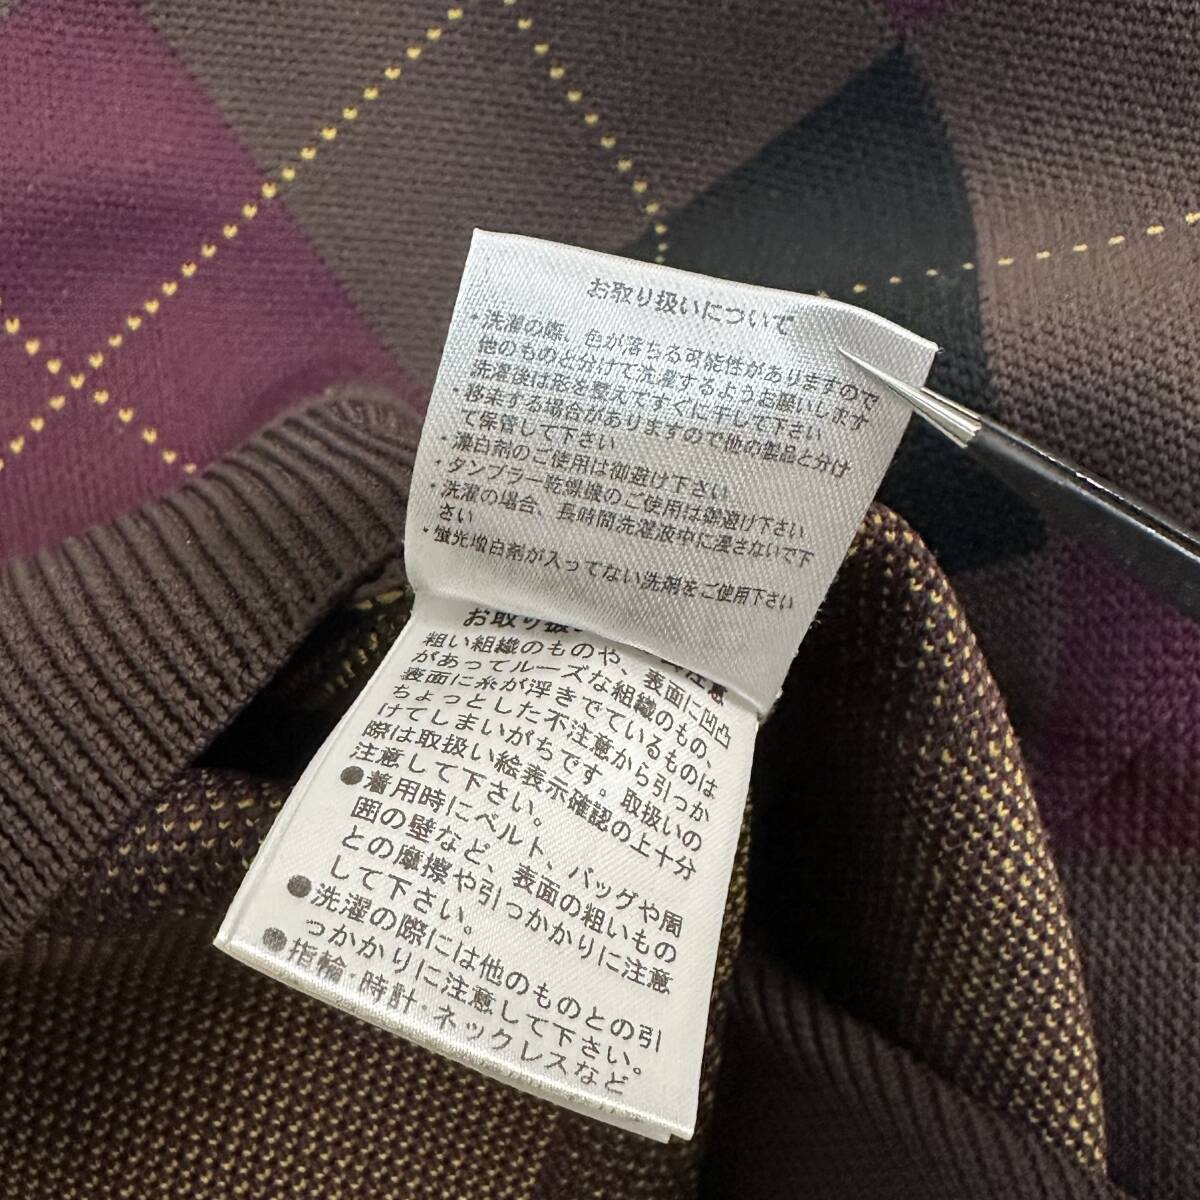 お取り扱いについて
・洗濯の際、色が落ちる可能性がありますので
他のものと分けて洗濯するようお願いします
洗濯後は形を整えてすぐに干して下さい
・移染する場合がありますので他の製品と分け
て保管して下さい
・漂白剤のご使用は御避け下さい
・タンブラー乾燥機のご使用は御避け下さい
・洗濯の場合、長時間洗濯液中に浸さないで下
さい
・蛍光増白剤が入ってない洗剤をご使用下さい
お取り扱
粗い組織のものや、表面に凹凸
があってルーズな組織のもの、
表面に糸が浮きでているものは
ちょっとした不注意から引っか
けてしまいがちです。取扱いの
際は取扱い絵表示確認の上十分
注意して下さい。
●着用時にベルト、バッグや周
囲の壁など、表面の粗いもの
との摩擦や引っかかりに注意
して下さい。
●洗濯の際には他のものとの引
っかかりに注意して下さい。
●指輪・時計・ネックレスなど